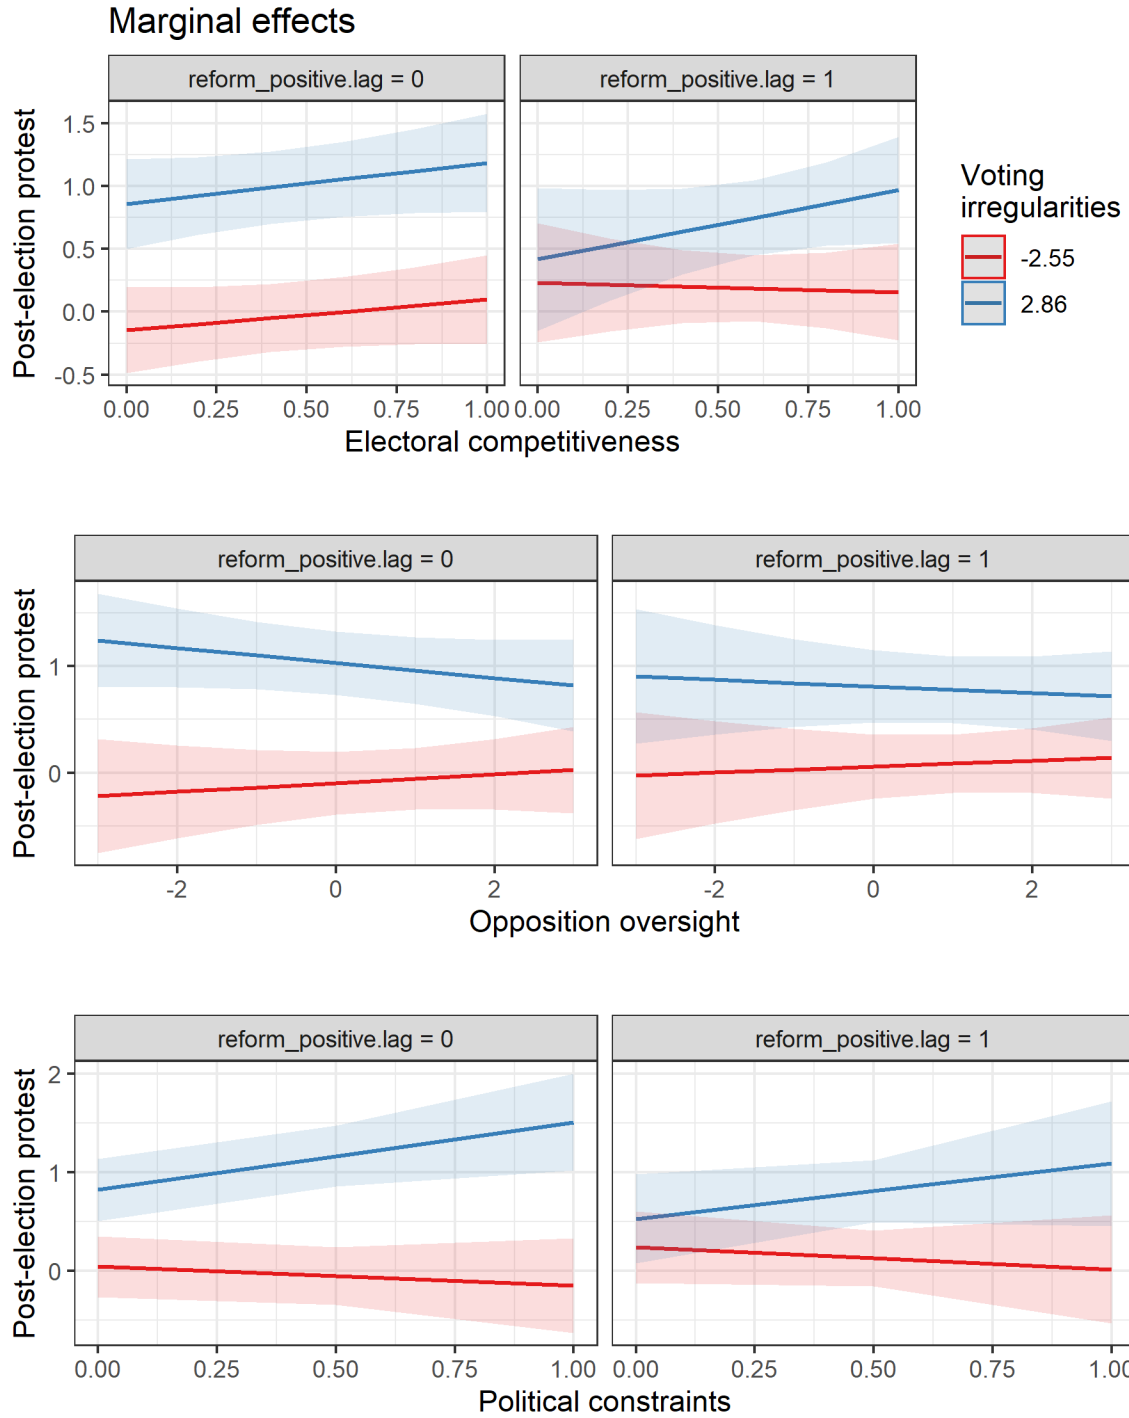 Marginal effects
reform_positive.lag = 0
reform_positive.lag = 1
Post-election protest
1.5
1.0
0.5
0.0
-0.5
0.00 0.25 0.50 0.75 1.00
0.00 0.25 0.50 0.75 1.00
Electoral competitiveness
Voting
irregularities
-2.55
2.86
reform_positive.lag = 0
reform_positive.lag = 1
Post-election protest
1
0
-2 0 2
-2 0 2
Opposition oversight
reform_positive.lag = 0
reform_positive.lag = 1
Post-election protest
2
1
0
0.00 0.25 0.50 0.75 1.00
0.00 0.25 0.50 0.75 1.00
Political constraints